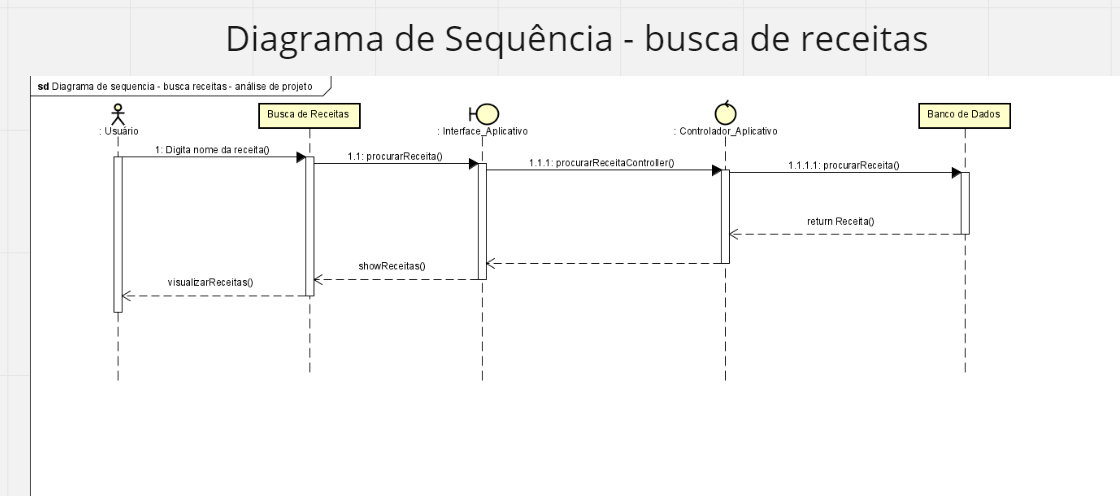 Diagrama de Sequência - busca de receitas
sd Diagrama de sequencia - busca receitas - análise de projeto
: Usuário
Busca de Receitas
: Interface_Aplicativo
: Controlador_Aplicativo
Banco de Dados
1: Digita nome da receita()
1.1: procurarReceita()
1.1.1: procurarReceitaController()
1.1.1.1: procurarReceita()
return Receita()
showReceitas()
visualizarReceitas()